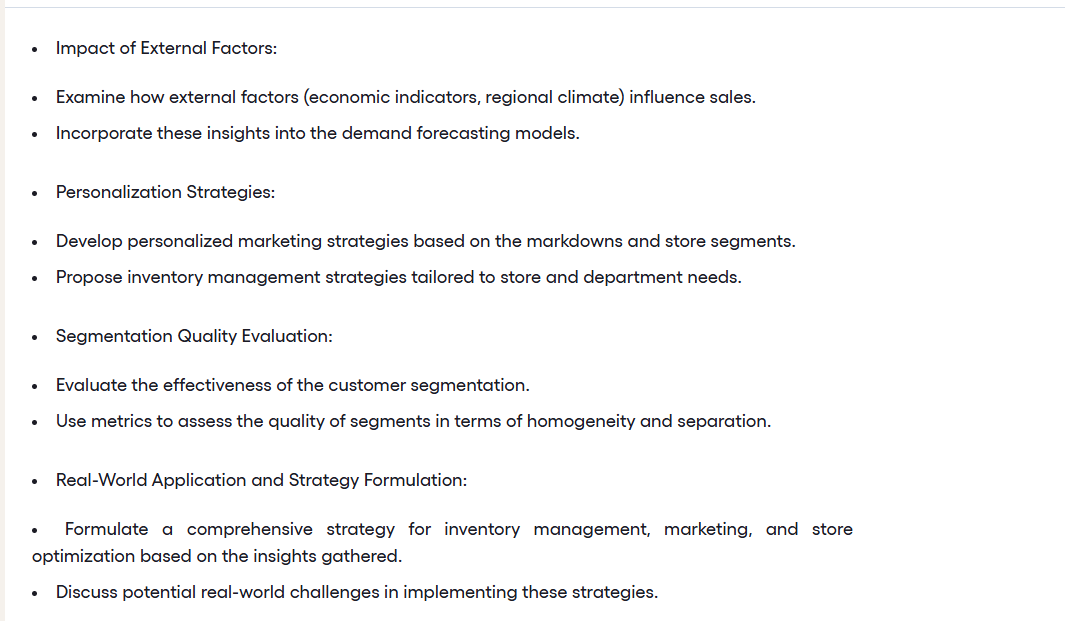 • Impact of External Factors:
• Examine how external factors (economic indicators, regional climate) influence sales.
• Incorporate these insights into the demand forecasting models.
• Personalization Strategies:
• Develop personalized marketing strategies based on the markdowns and store segments.
• Propose inventory management strategies tailored to store and department needs.
• Segmentation Quality Evaluation:
• Evaluate the effectiveness of the customer segmentation.
• Use metrics to assess the quality of segments in terms of homogeneity and separation.
• Real-World Application and Strategy Formulation:
• Formulate a comprehensive strategy for inventory management, marketing, and store
optimization based on the insights gathered.
• Discuss potential real-world challenges in implementing these strategies.